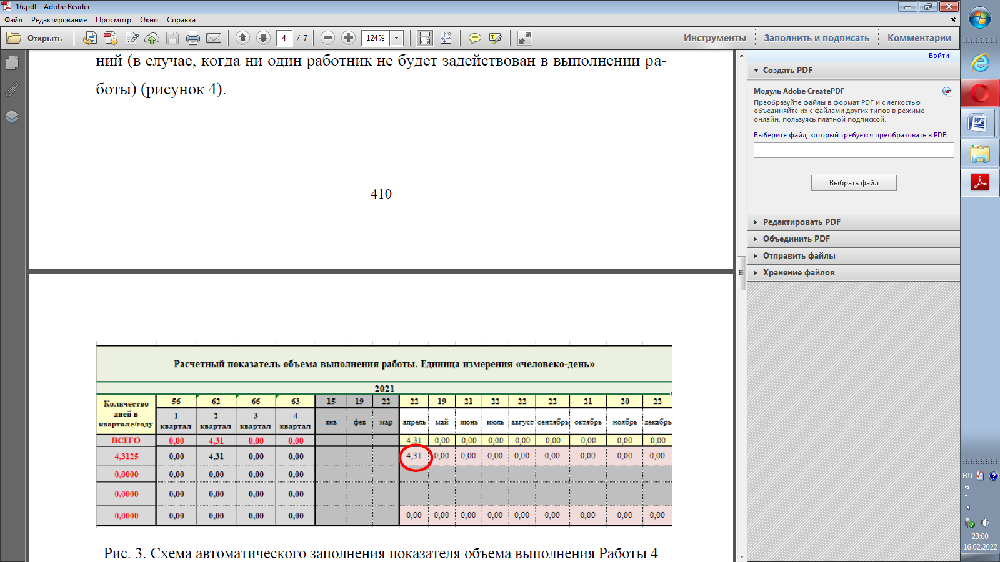 16.pdf - Adobe Reader
Файл Редактирование Просмотр Окно Справка
Открыть 4 / 7 124% Инструменты Заполнить и подписать Комментарии
ний (в случае, когда ни один работник не будет задействован в выполнении ра-
боты) (рисунок 4).
410
Расчетный показатель объема выполнения работы. Единица измерения «человеко-день»
2021
Количество дней в квартале/году 56 62 66 63 15 19 22 22 19 21 22 22 22 21 20 22
1 квартал 2 квартал 3 квартал 4 квартал янв фев мар апрель май июнь июль август сентябрь октябрь ноябрь декабрь
ВСЕГО 0,00 4,31 0,00 0,00 4,31 0,00 0,00 0,00 0,00 0,00 0,00 0,00 0,00
4,3125 0,00 4,31 0,00 0,00 4,31 0,00 0,00 0,00 0,00 0,00 0,00 0,00 0,00
0,0000 0,00 0,00 0,00 0,00
0,0000 0,00 0,00 0,00 0,00
0,0000 0,00 0,00 0,00 0,00 0,00 0,00 0,00 0,00 0,00 0,00 0,00 0,00 0,00
Рис. 3. Схема автоматического заполнения показателя объема выполнения Работы 4
Войти
Создать PDF
Модуль Adobe CreatePDF
Преобразуйте файлы в формат PDF и с легкостью
объединяйте их с файлами других типов в режиме
онлайн, пользуясь платной подпиской.
Выберите файл, который требуется преобразовать в PDF:
Выбрать файл
Редактировать PDF
Объединить PDF
Отправить файлы
Хранение файлов
RU
23:00
16.02.2022